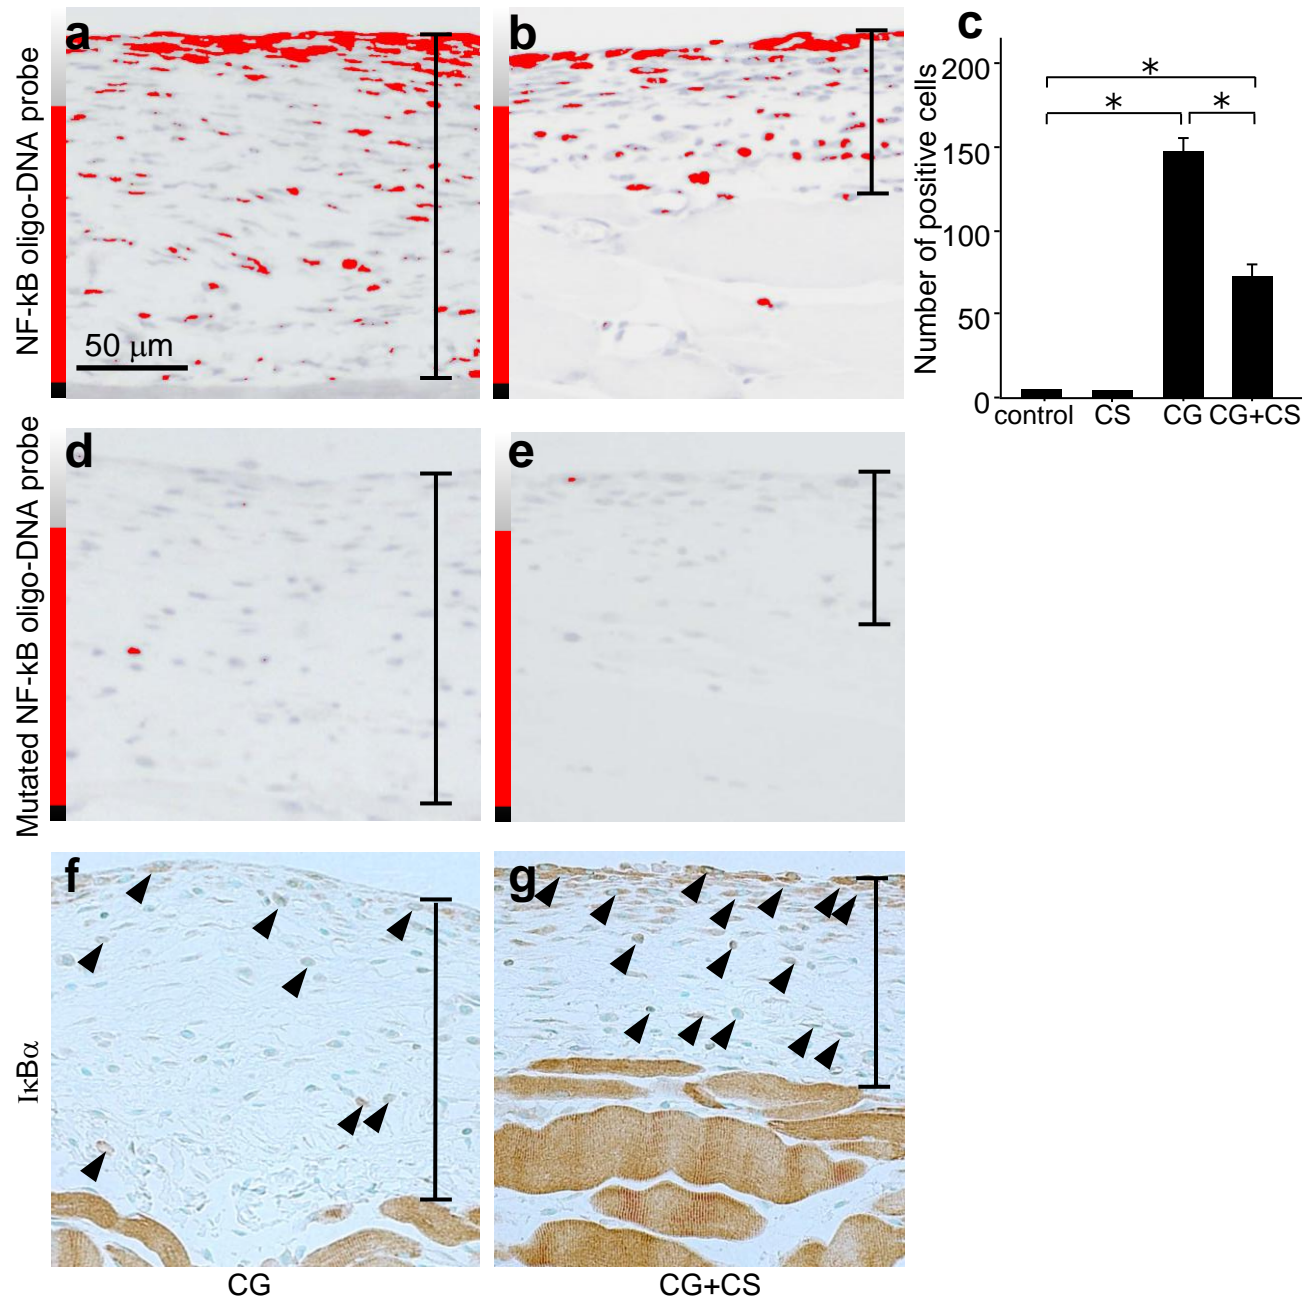 a
b
c
NF-kB oligo-DNA probe
50 μm
Number of positive cells
200
150
100
50
0
*
*
*
control
CS
CG
CG+CS
d
e
Mutated NF-kB oligo-DNA probe
f
g
IκBα
CG
CG+CS